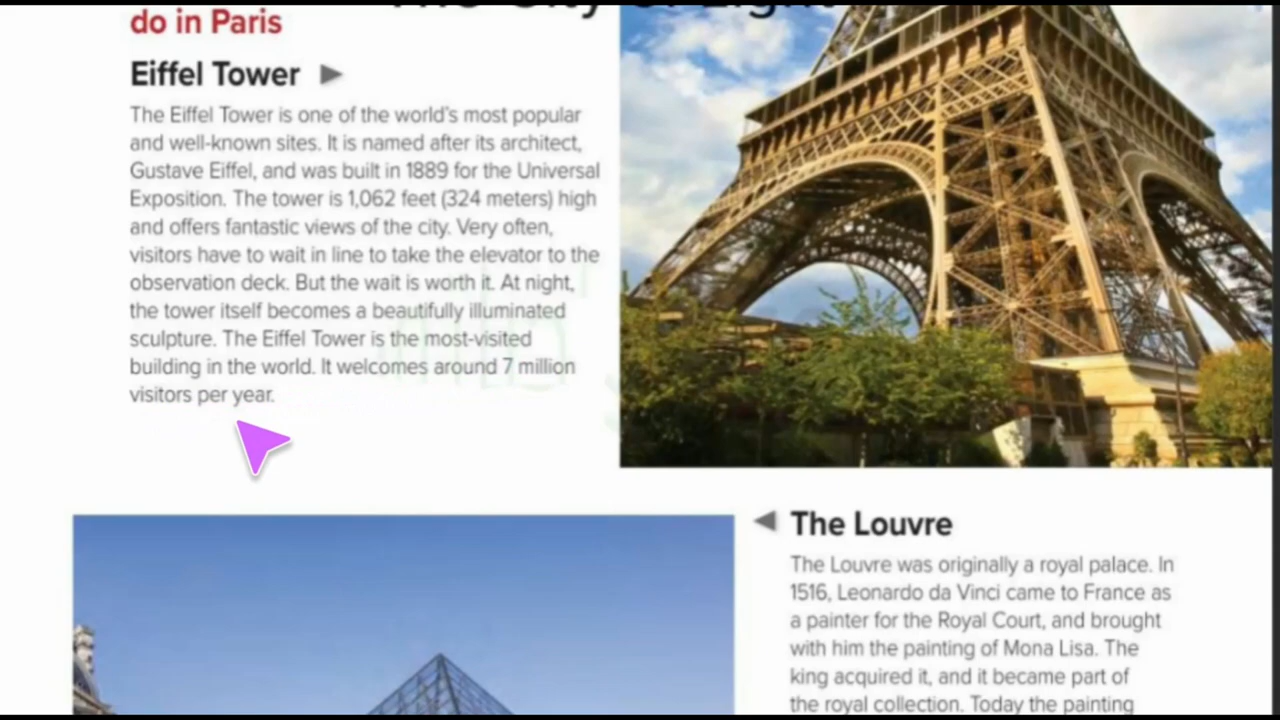 do in Paris
Eiffel Tower
The Eiffel Tower is one of the world's most popular
and well-known sites. It is named after its architect,
Gustave Eiffel, and was built in 1889 for the Universal
Exposition. The tower is 1,062 feet (324 meters) high
and offers fantastic views of the city. Very often,
visitors have to wait in line to take the elevator to the
observation deck. But the wait is worth it. At night,
the tower itself becomes a beautifully illuminated
sculpture. The Eiffel Tower is the most-visited
building in the world. It welcomes around 7 million
visitors per year.
The Louvre
The Louvre was originally a royal palace. In
1516, Leonardo da Vinci came to France as
a painter for the Royal Court, and brought
with him the painting of Mona Lisa. The
king acquired it, and it became part of
the royal collection. Today the painting